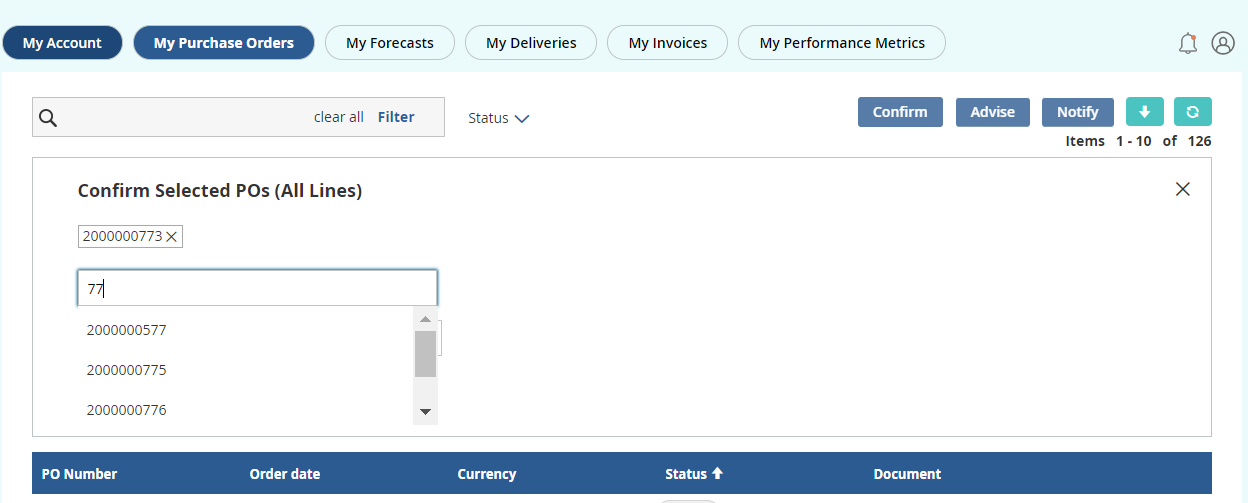 My Account My Purchase Orders My Forecasts My Deliveries My Invoices My Performance Metrics
clear all Filter Status Confirm Advise Notify
Items 1 - 10 of 126
Confirm Selected POs (All Lines)
2000000773
77
2000000577
2000000775
2000000776
PO Number Order date Currency Status Document